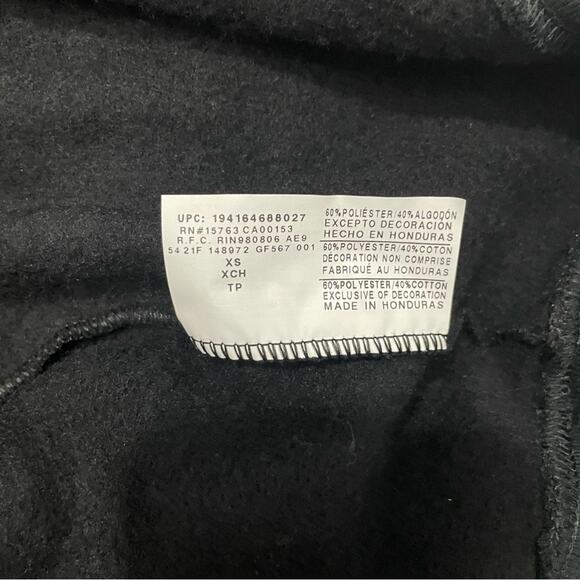 UPC: 194164688027
RN#15763 CA00153
R.F.C. RIN980806 AE9
54 21F 148972 GF567 001
XS
XCH
TP
60%POLIÉSTER/40%ALGODÓN
EXCEPTO DECORACIÓN
HECHO EN HONDURAS
60%POLYESTER/40%COTON
DÉCORATION NON COMPRISE
FABRIQUÉ AU HONDURAS
60%POLYESTER/40%COTTON
EXCLUSIVE OF DECORATION
MADE IN HONDURAS